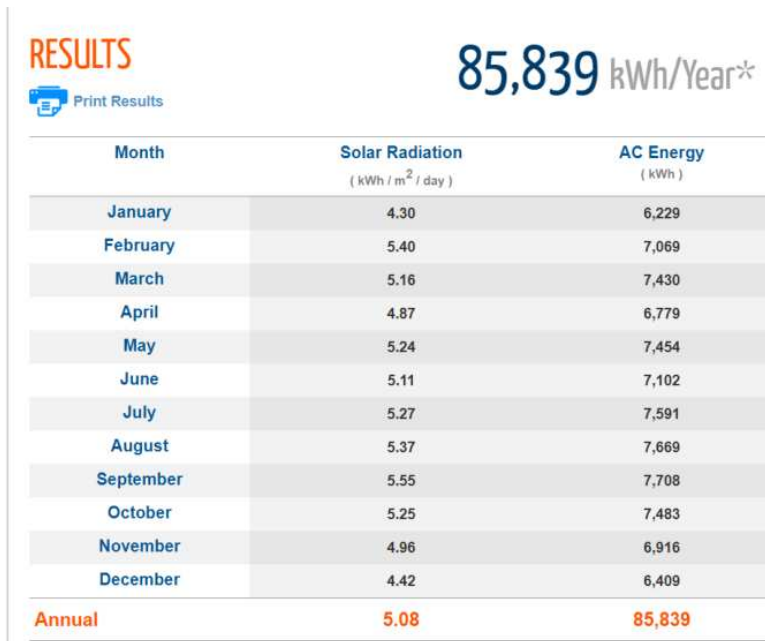 RESULTS
85,839 kWh/Year*
Print Results
Month Solar Radiation AC Energy
( kWh / m2 / day ) ( kWh )
January 4.30 6,229
February 5.40 7,069
March 5.16 7,430
April 4.87 6,779
May 5.24 7,454
June 5.11 7,102
July 5.27 7,591
August 5.37 7,669
September 5.55 7,708
October 5.25 7,483
November 4.96 6,916
December 4.42 6,409
Annual 5.08 85,839